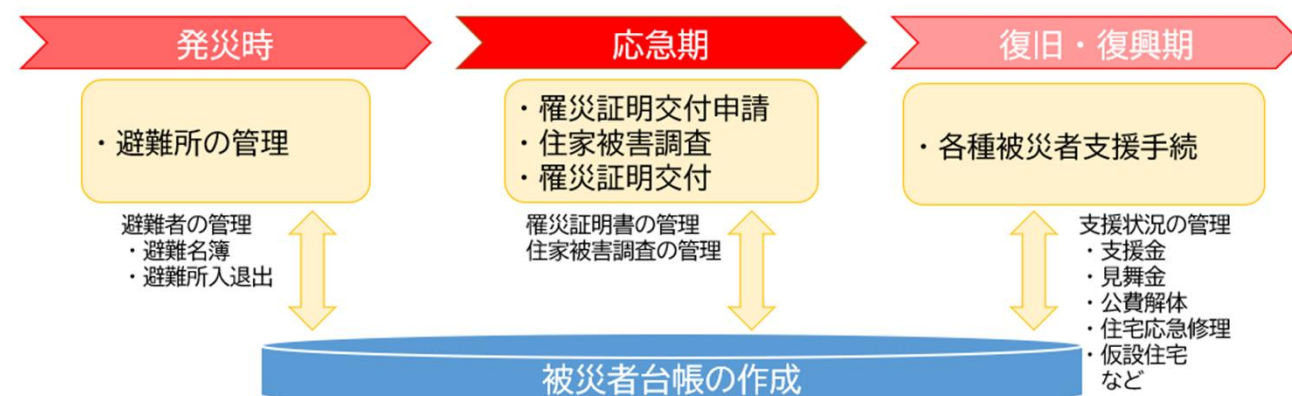 発災時
応急期
復旧・復興期
・避難所の管理
・罹災証明交付申請
・住家被害調査
・罹災証明交付
・各種被災者支援手続
避難者の管理
・避難名簿
・避難所入退出
罹災証明書の管理
住家被害調査の管理
支援状況の管理
・支援金
・見舞金
・公費解体
・住宅応急修理
・仮設住宅
など
被災者台帳の作成